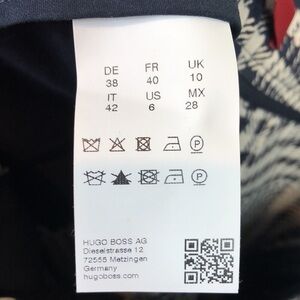 DE FR UK
38 40 10
IT US MX
42 6 28
HUGO BOSS AG
Dieselstrasse 12
72555 Metzingen
Germany
hugoboss.com